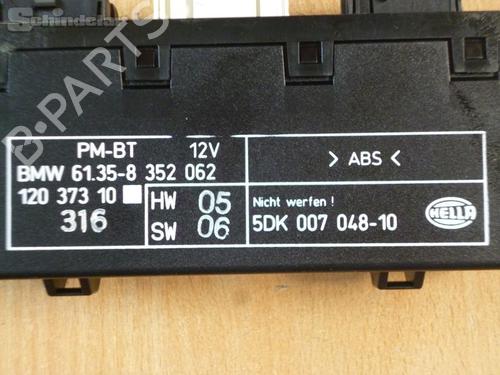 Schinderass
B-PARTS
PM-BT 12V
BMW 61.35-8 352 062
120 373 10
316
HW 05
SW 06
> ABS <
Nicht werfen !
5DK 007 048-10
HELLA